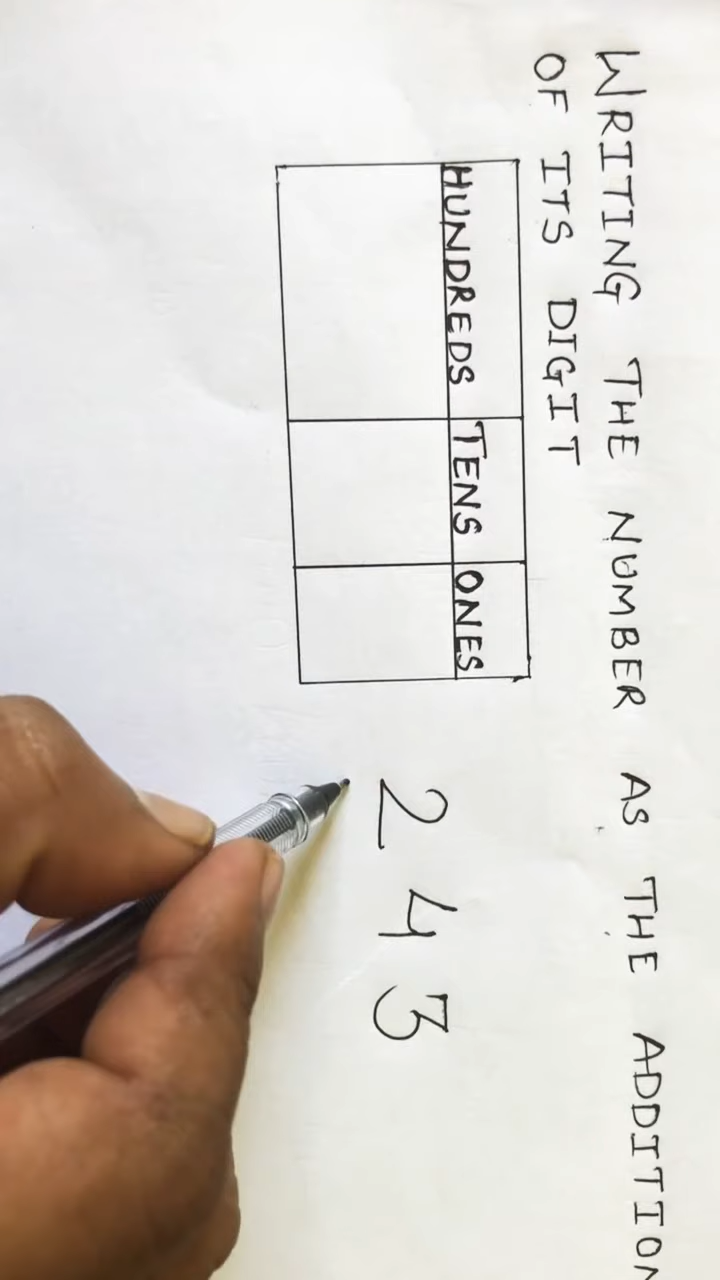 WRITING THE NUMBER AS THE ADDITION
OF ITS DIGIT
HUNDREDS TENS ONES
2 4 3